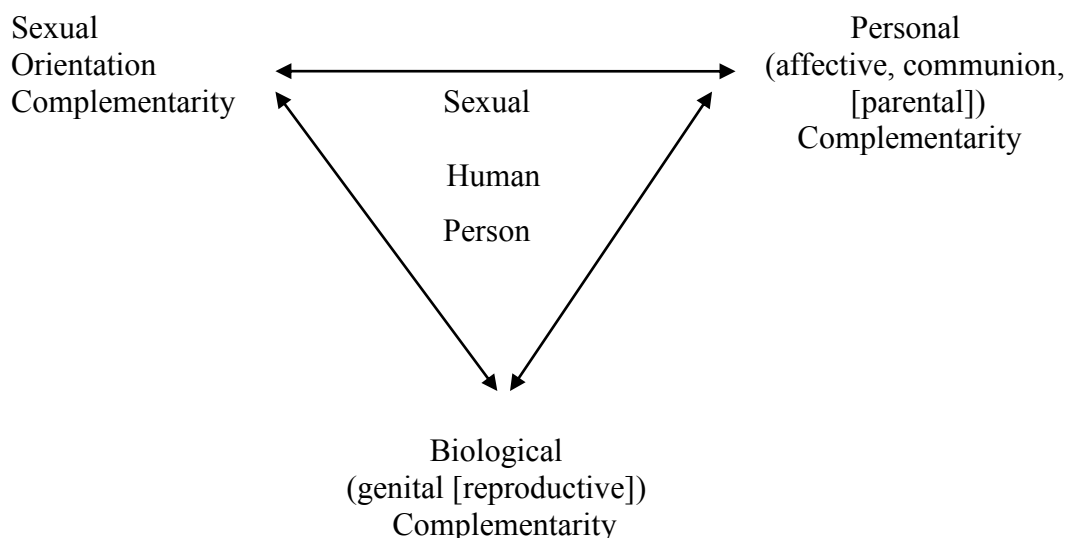 Sexual
Orientation
Complementarity
Personal
(affective, communion,
[parental])
Complementarity
Sexual
Human
Person
Biological
(genital [reproductive])
Complementarity